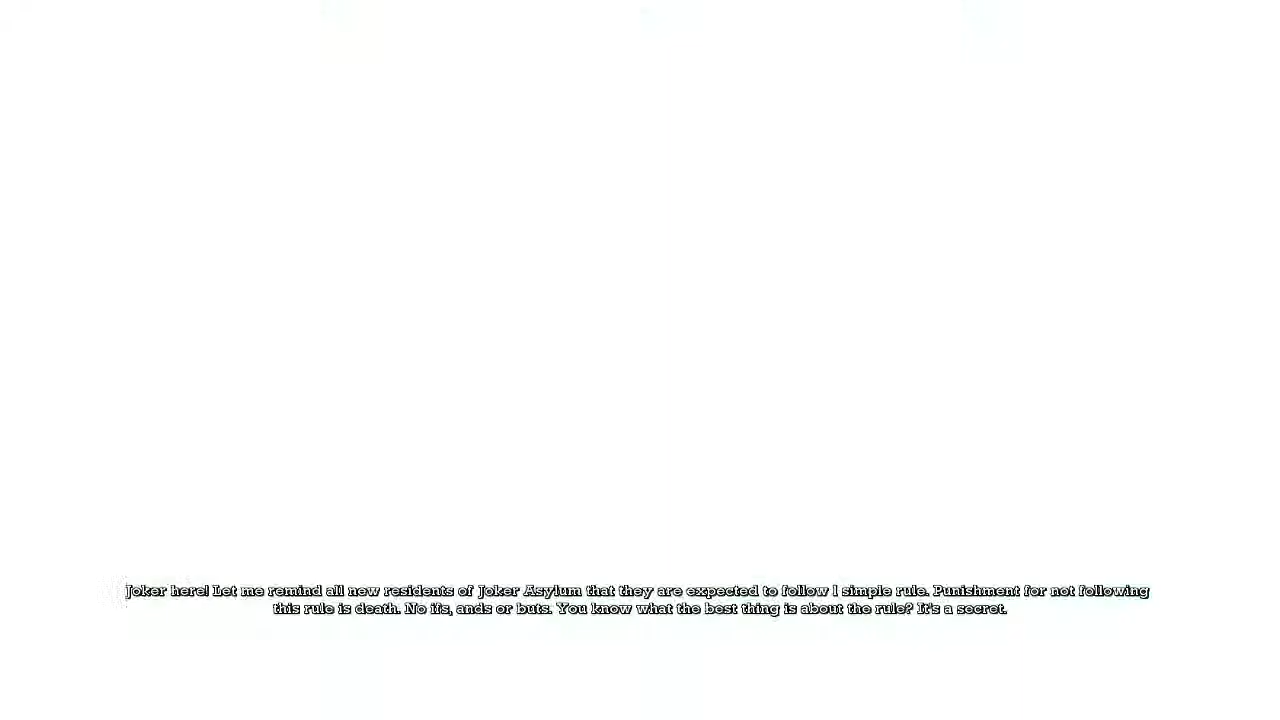 Joker here! Let me remind all new residents of Joker Asylum that they are expected to follow 1 simple rule. Punishment for not following
this rule is death. No ifs, ands or buts. You know what the best thing is about the rule? It's a secret.